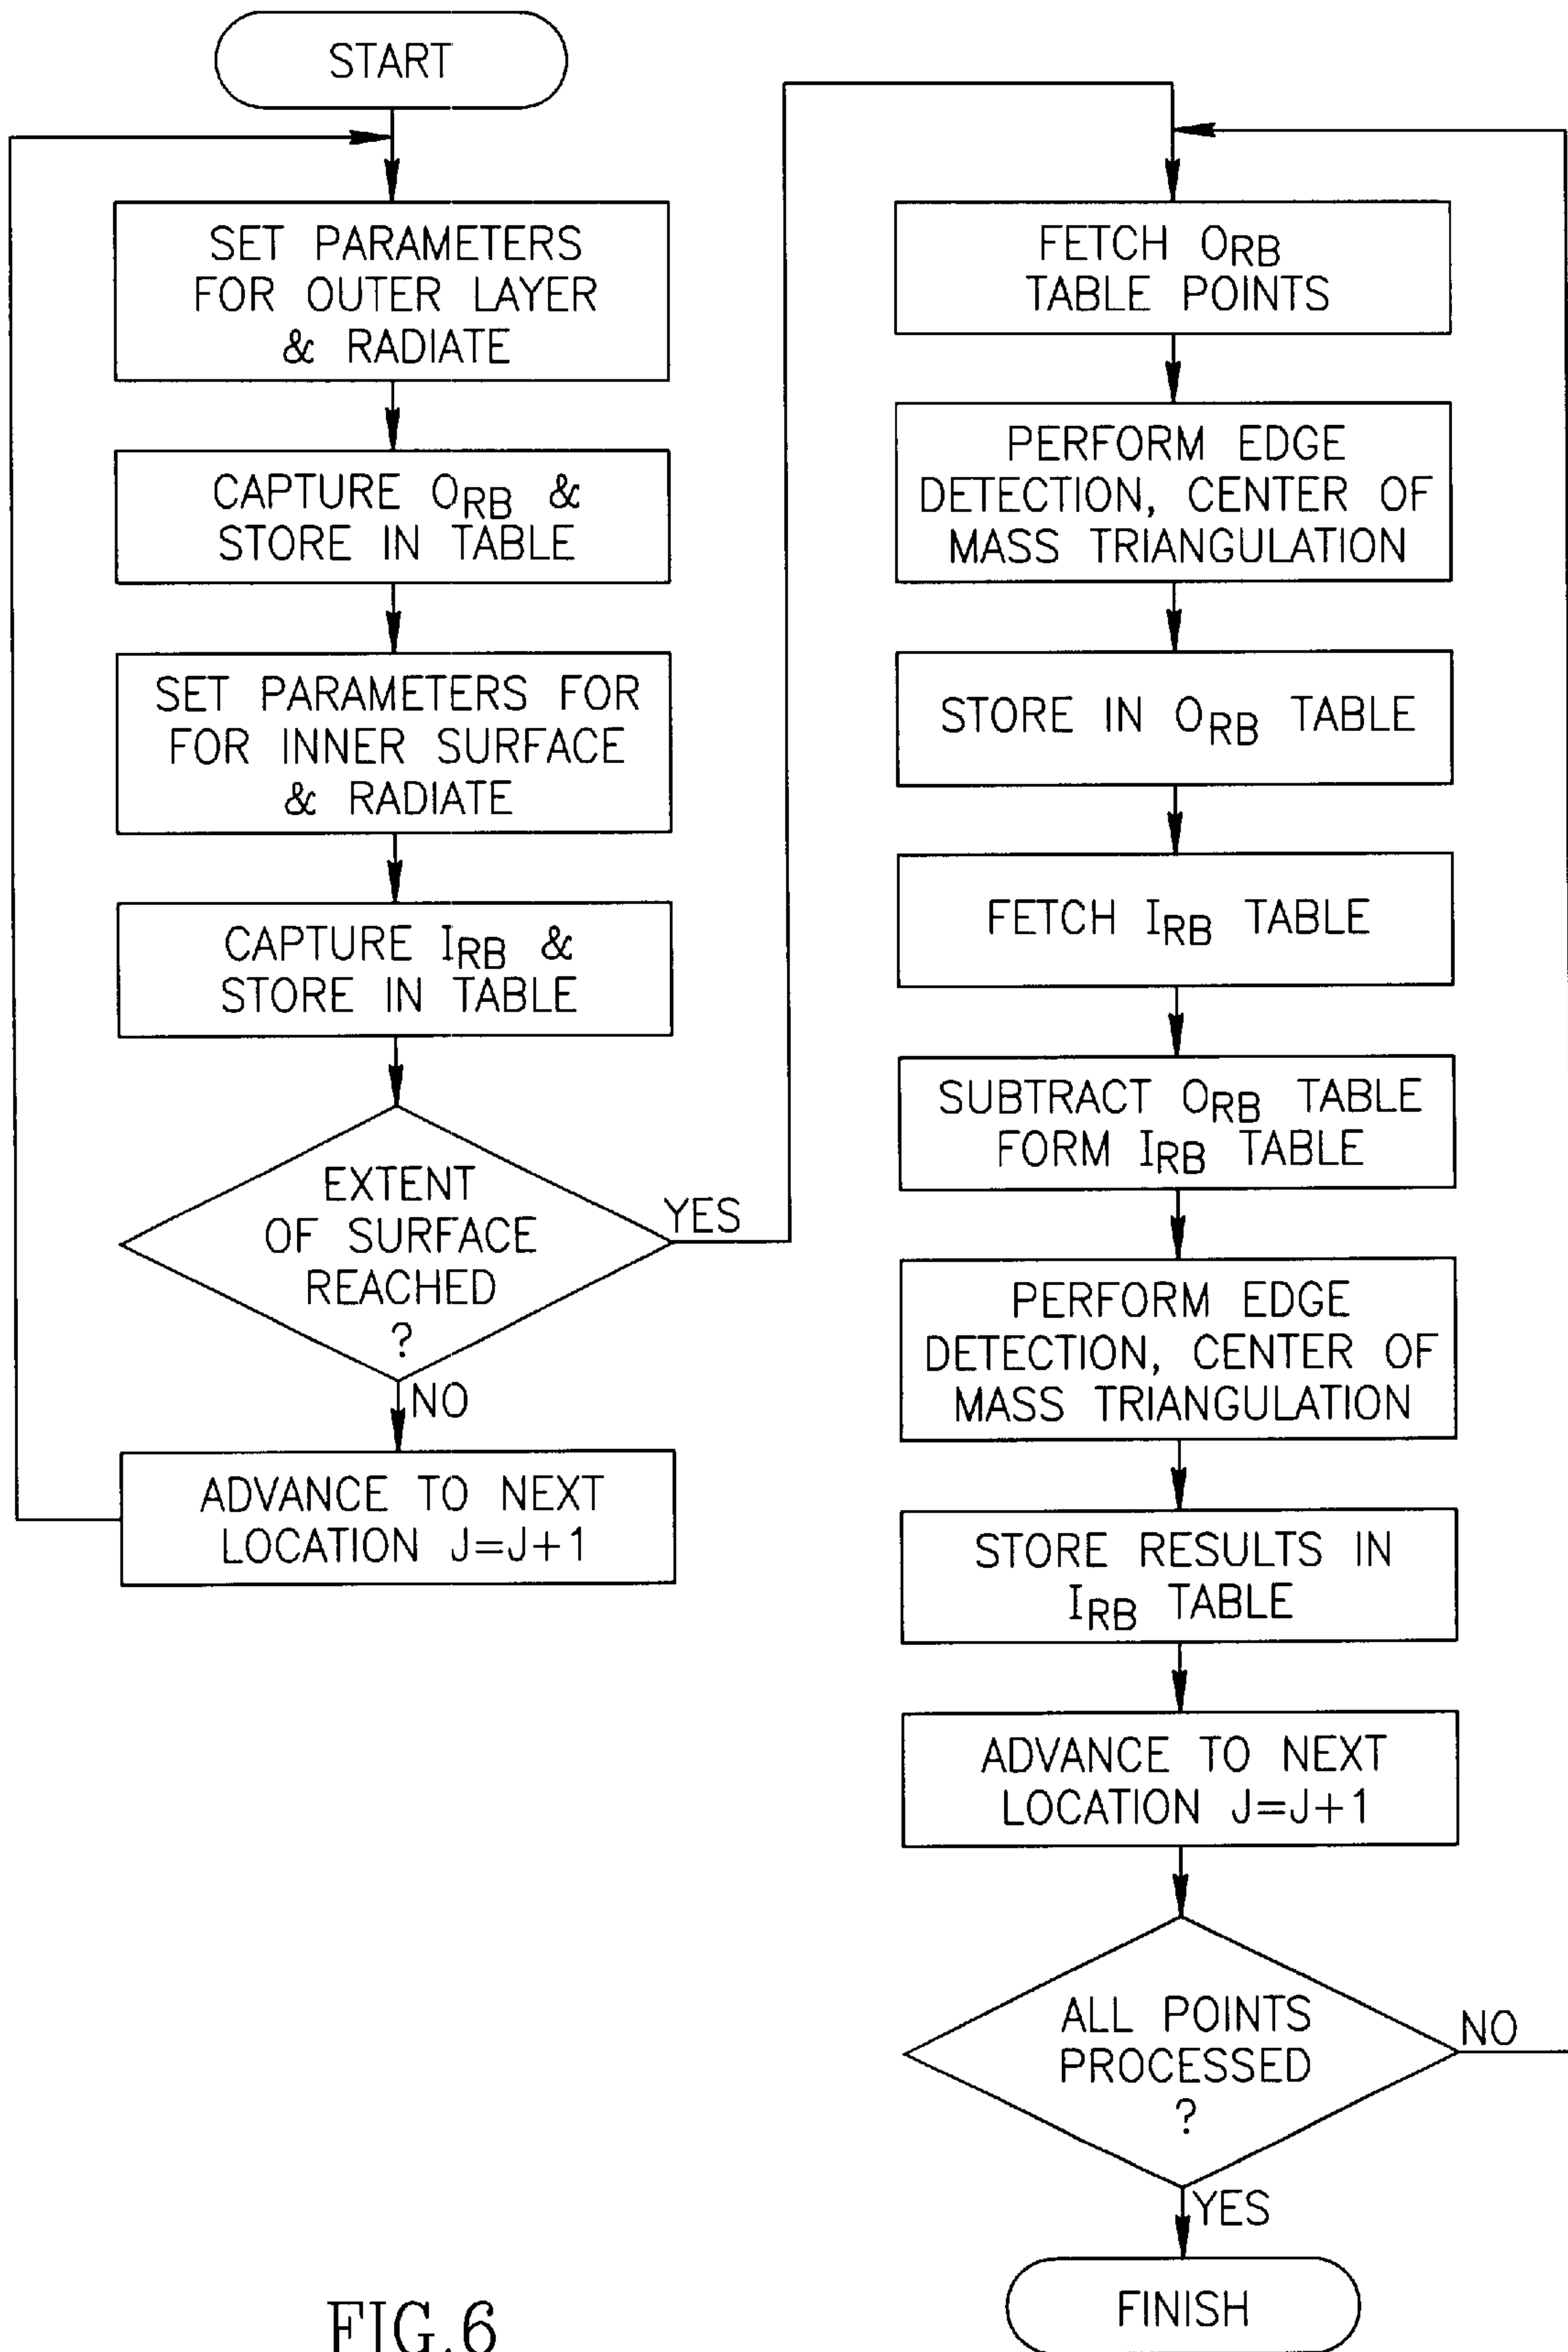 START
SET PARAMETERS
FOR OUTER LAYER
& RADIATE
CAPTURE ORB &
STORE IN TABLE
SET PARAMETERS FOR
FOR INNER SURFACE
& RADIATE
CAPTURE IRB &
STORE IN TABLE
EXTENT
OF SURFACE
REACHED
?
YES
NO
ADVANCE TO NEXT
LOCATION J=J+1
FETCH ORB
TABLE POINTS
PERFORM EDGE
DETECTION, CENTER OF
MASS TRIANGULATION
STORE IN ORB TABLE
FETCH IRB TABLE
SUBTRACT ORB TABLE
FORM IRB TABLE
PERFORM EDGE
DETECTION, CENTER OF
MASS TRIANGULATION
STORE RESULTS IN
IRB TABLE
ADVANCE TO NEXT
LOCATION J=J+1
ALL POINTS
PROCESSED
?
NO
YES
FINISH
FIG.6